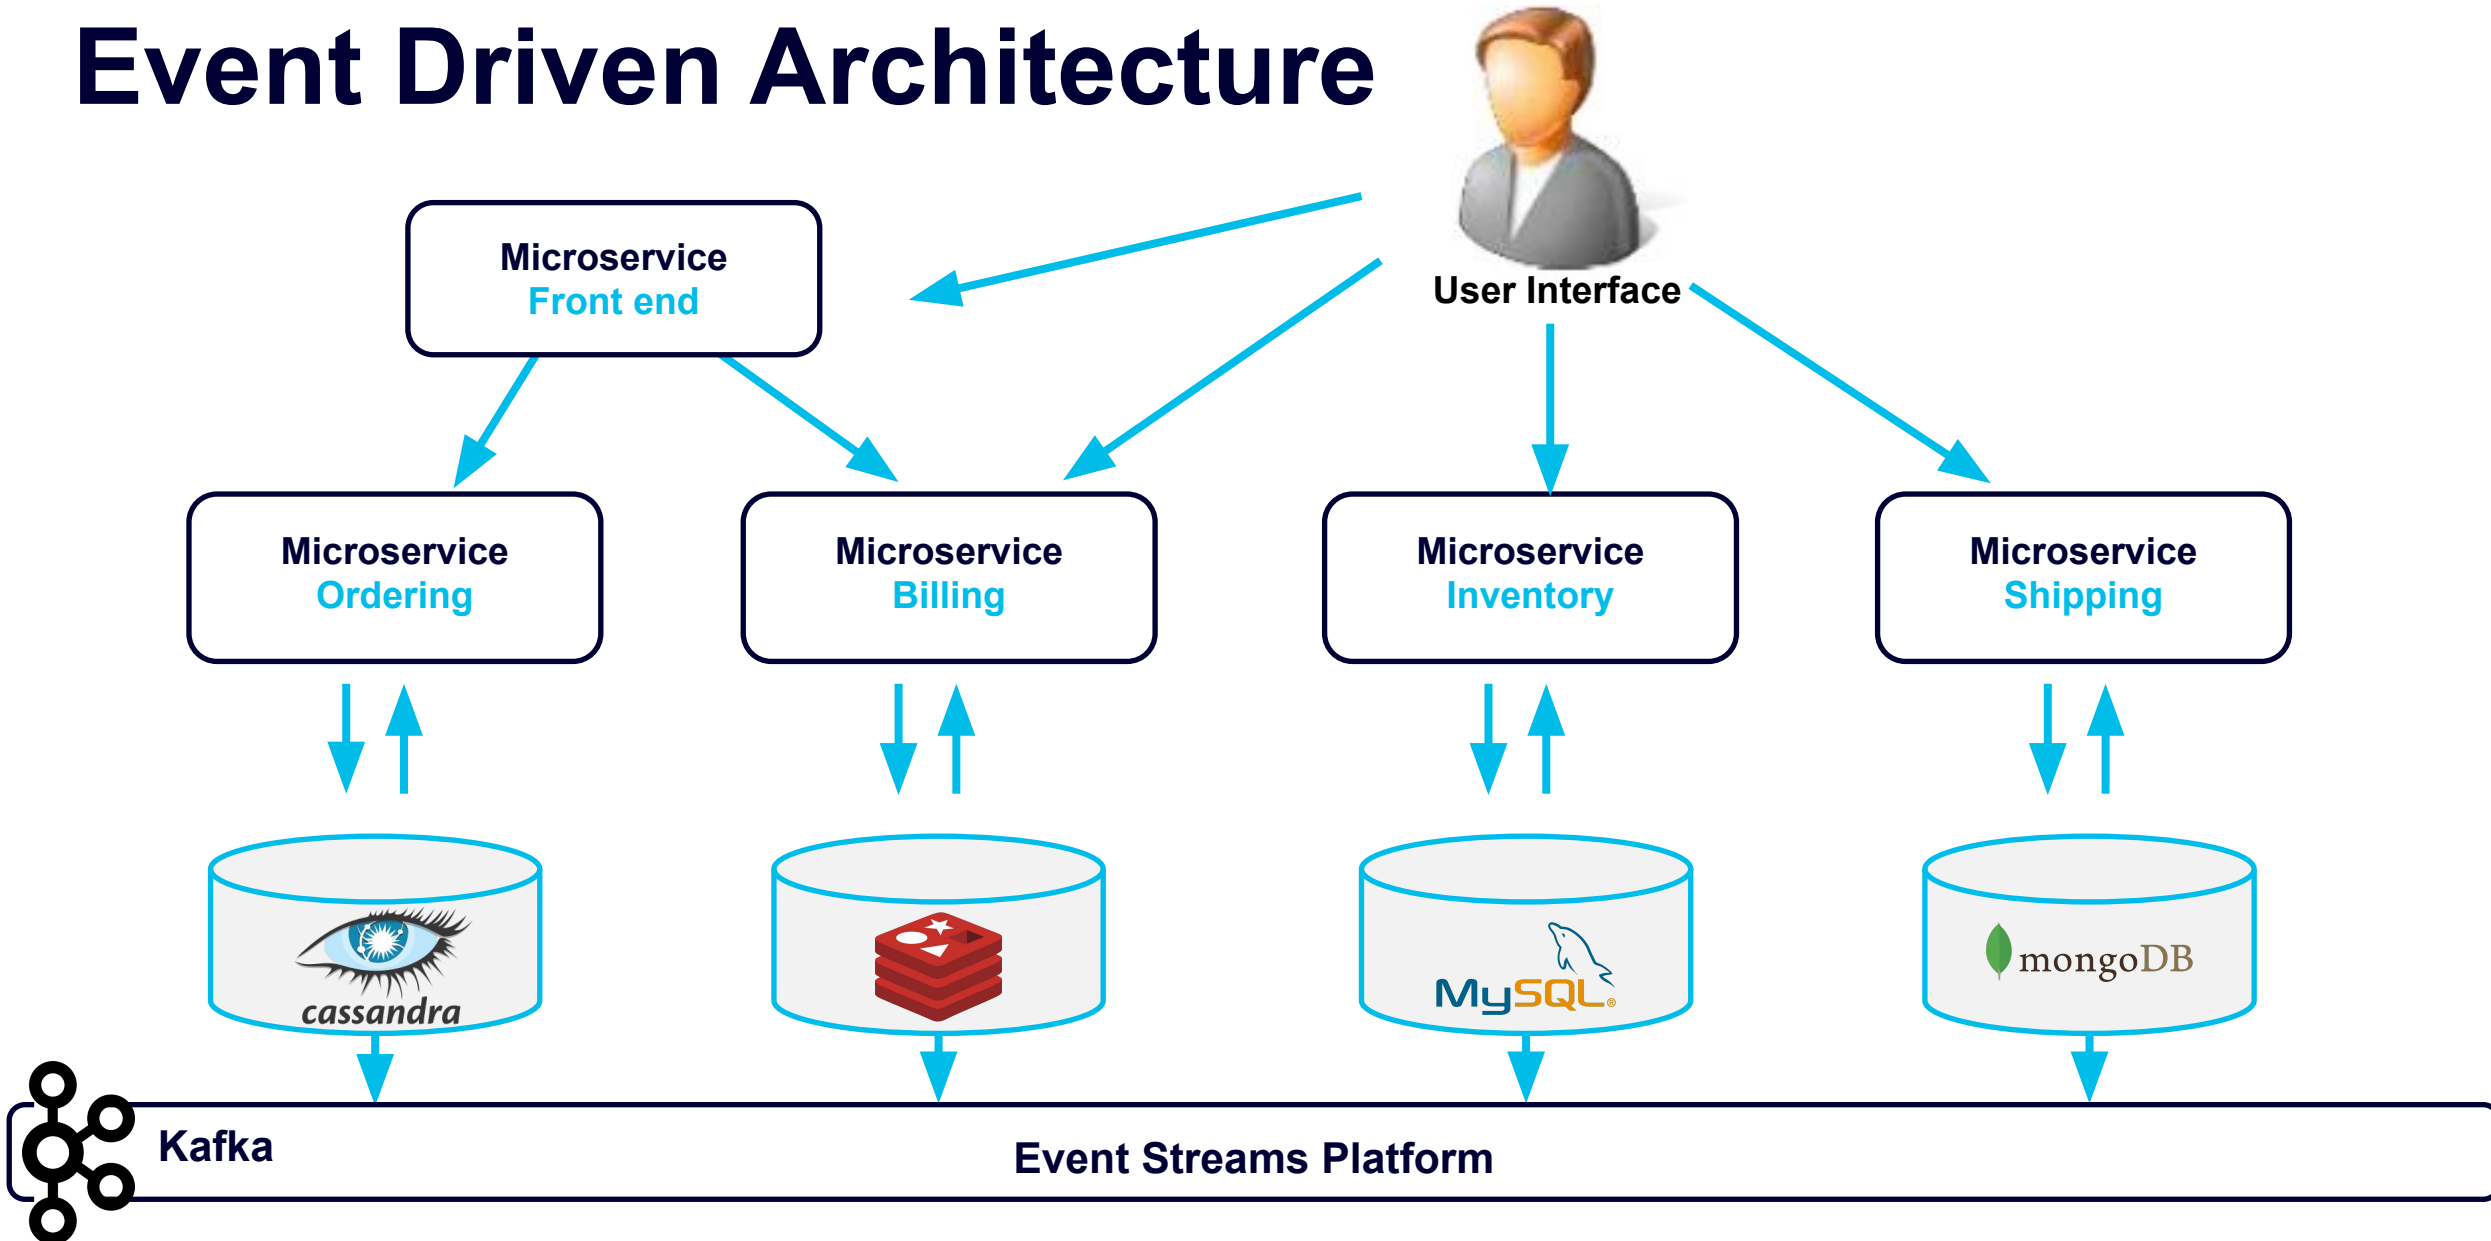 Event Driven Architecture
User Interface
Microservice
Front end
Microservice
Ordering
Microservice
Billing
Microservice
Inventory
Microservice
Shipping
cassandra
MySQL®
mongoDB
Kafka
Event Streams Platform